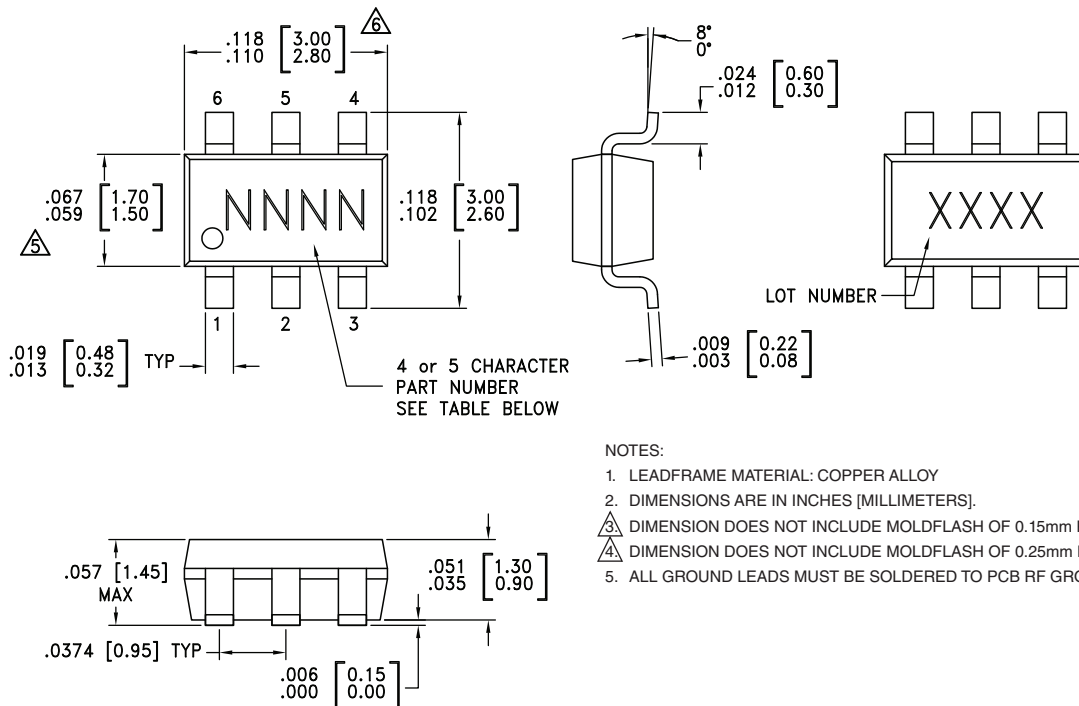 6
.118 [3.00]
.110 [2.80]
8°
0°
.024 [0.60]
.012 [0.30]
6 5 4
.067 [1.70]
.059 [1.50]
5
NNNN
.118 [3.00]
.102 [2.60]
XXXX
LOT NUMBER
1 2 3
.019 [0.48] TYP
.013 [0.32]
4 or 5 CHARACTER
PART NUMBER
SEE TABLE BELOW
.009 [0.22]
.003 [0.08]
NOTES:
1. LEADFRAME MATERIAL: COPPER ALLOY
2. DIMENSIONS ARE IN INCHES [MILLIMETERS].
3. DIMENSION DOES NOT INCLUDE MOLDFLASH OF 0.15mm
4. DIMENSION DOES NOT INCLUDE MOLDFLASH OF 0.25mm
5. ALL GROUND LEADS MUST BE SOLDERED TO PCB RF
.057 [1.45]
MAX
.051 [1.30]
.035 [0.90]
.0374 [0.95] TYP
.006 [0.15]
.000 [0.00]